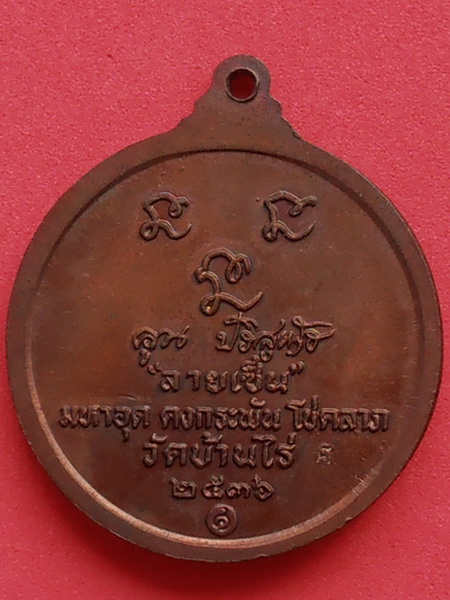 คูณ ปริสุทฺโธ
"ลายเซ็น"
มหาอุด คงกระพัน โชคลาภ
วัดบ้านไร่
๒๕๓๖
๑